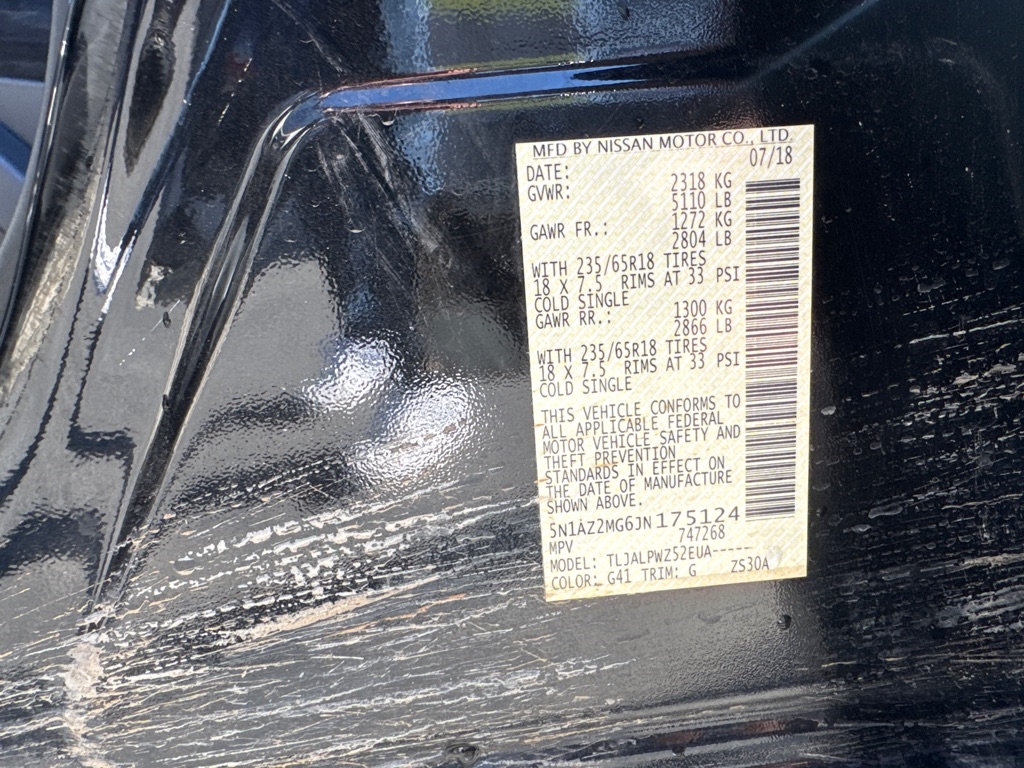 MFD BY NISSAN MOTOR CO., LTD.
DATE: 07/18
GVWR: 2318 KG
5110 LB
GAWR FR.: 1272 KG
2804 LB
WITH 235/65R18 TIRES
18 X 7.5 RIMS AT 33 PSI
COLD SINGLE
GAWR RR.: 1300 KG
2866 LB
WITH 235/65R18 TIRES
18 X 7.5 RIMS AT 33 PSI
COLD SINGLE
THIS VEHICLE CONFORMS TO
ALL APPLICABLE FEDERAL
MOTOR VEHICLE SAFETY AND
THEFT PREVENTION
STANDARDS IN EFFECT ON
THE DATE OF MANUFACTURE
SHOWN ABOVE.
5N1AZ2MG6JN175124
MPV 747268
MODEL: TLJALPWZ52EUA-----
COLOR: G41 TRIM: G ZS30A